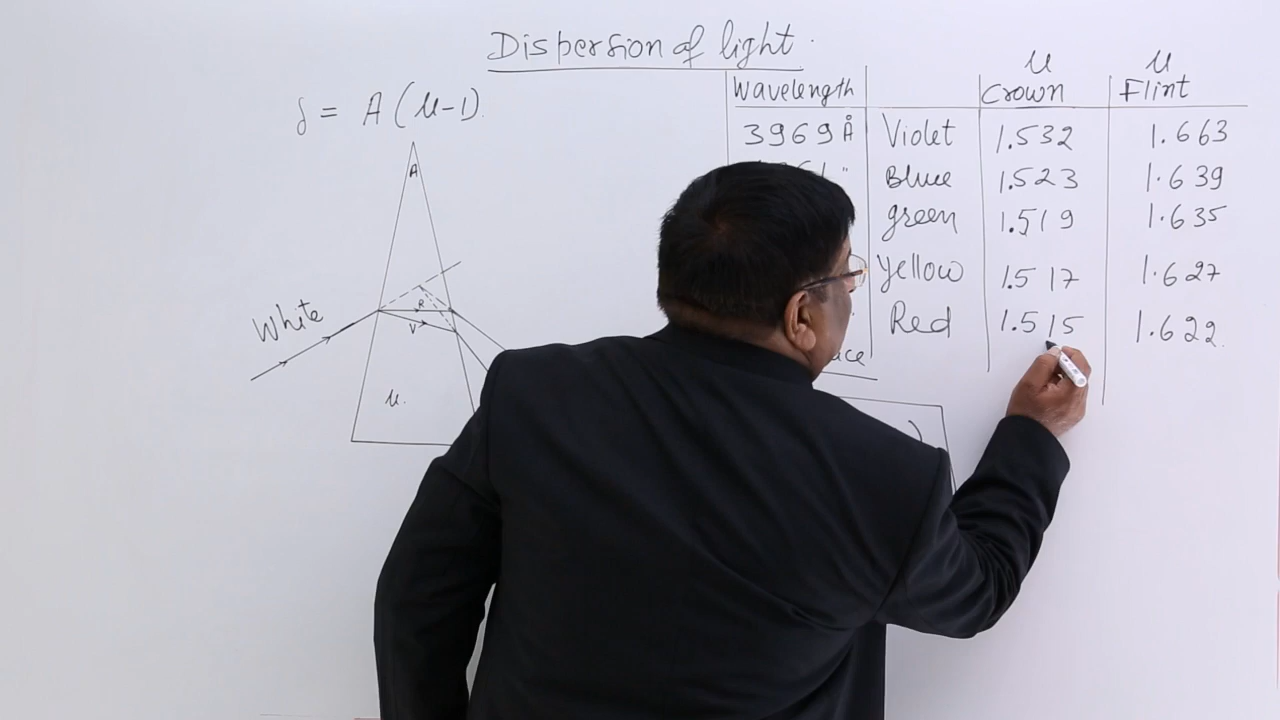 Dispersion of light.
δ = A (μ-1).
A
White
R
V
μ.
μ μ
Wavelength Crown Flint
3969 Å Violet 1.532 1.663
" Blue 1.523 1.639
green 1.519 1.635
Yellow 1.517 1.627
Red 1.515 1.622.